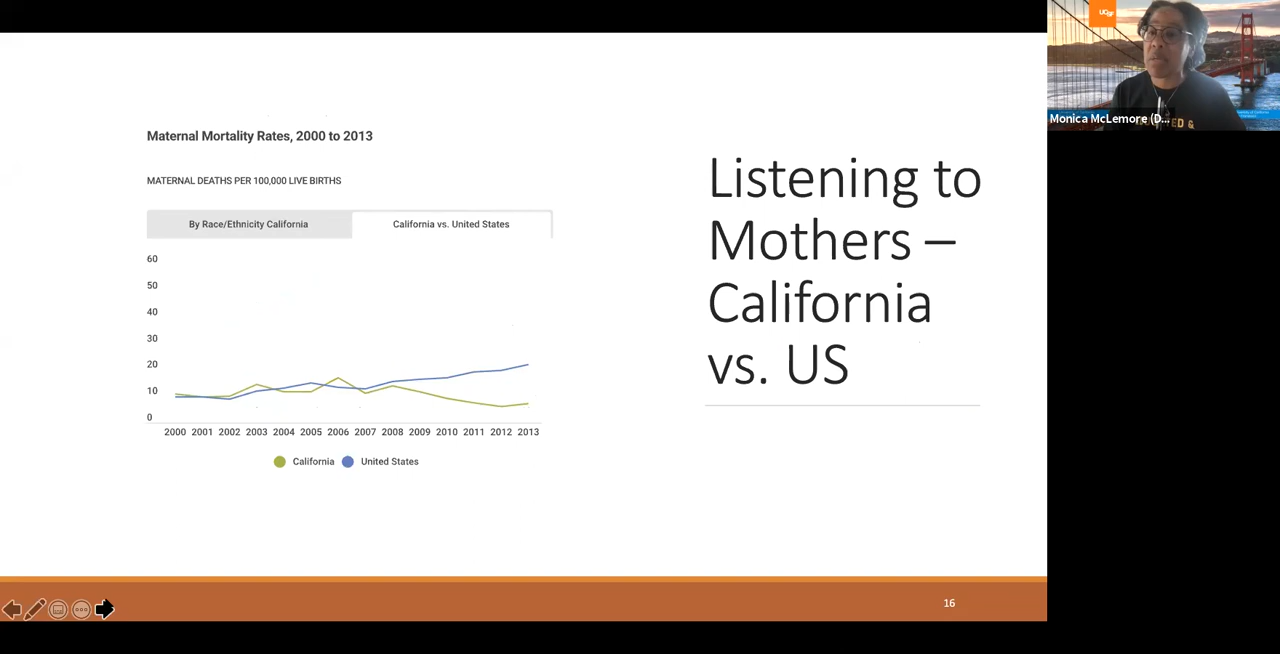 Maternal Mortality Rates, 2000 to 2013
MATERNAL DEATHS PER 100,000 LIVE BIRTHS
By Race/Ethnicity California
California vs. United States
60
50
40
30
20
10
0
2000 2001 2002 2003 2004 2005 2006 2007 2008 2009 2010 2011 2012 2013
California United States
Listening to
Mothers –
California
vs. US
16
Monica McLemore (D...